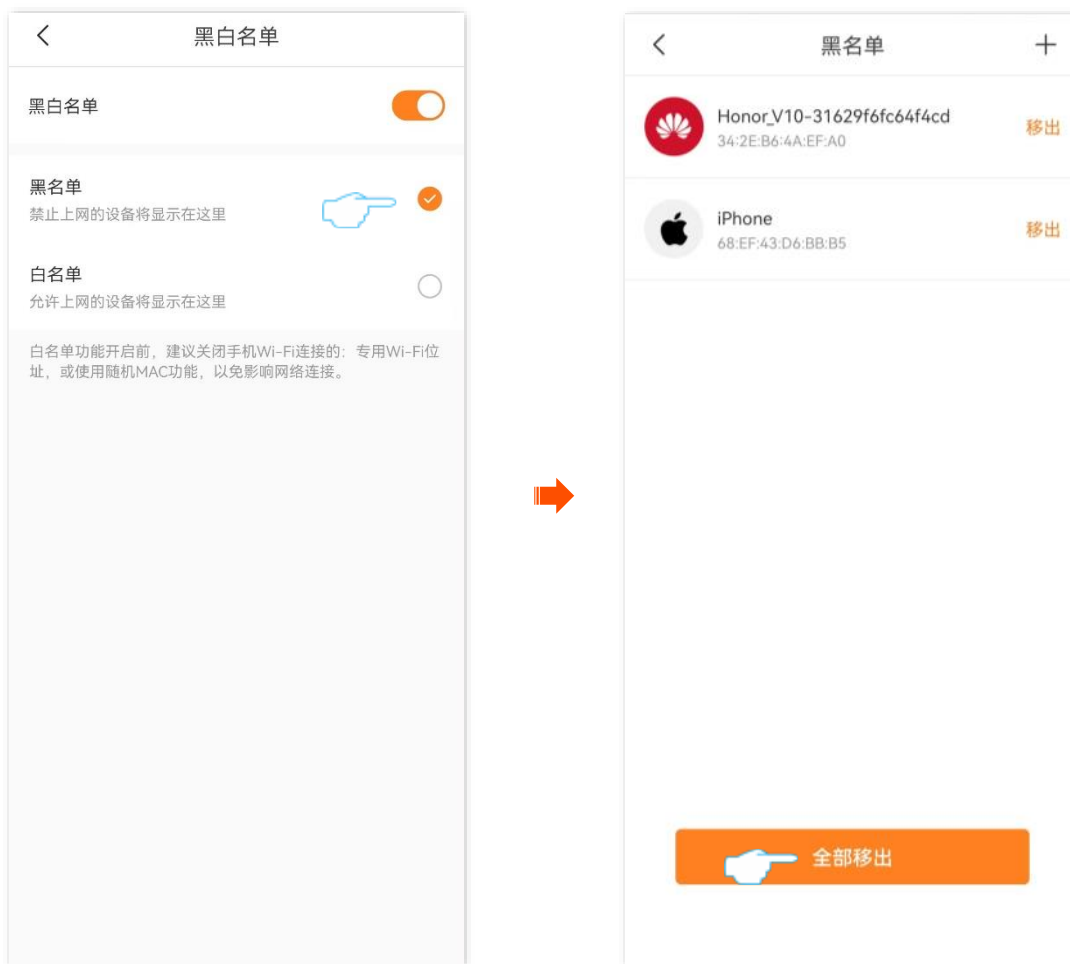 黑白名单
黑白名单
黑名单
禁止上网的设备将显示在这里
白名单
允许上网的设备将显示在这里
白名单功能开启前，建议关闭手机Wi-Fi连接的：专用Wi-Fi位
址，或使用随机MAC功能，以免影响网络连接。
黑名单
Honor_V10-31629f6fc64f4cd
移出
34:2E:B6:4A:EF:A0
iPhone
移出
68:EF:43:D6:BB:B5
全部移出